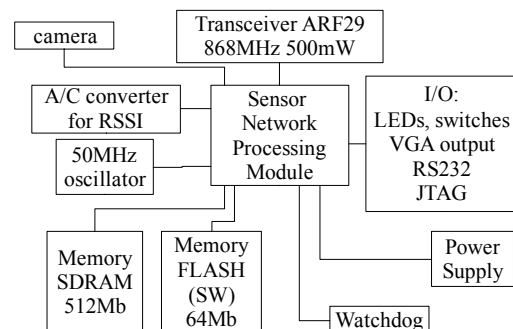 camera
Transceiver ARF29
868MHz 500mW
A/C converter
for RSSI
Sensor
Network
Processing
Module
I/O:
LEDs, switches
VGA output
RS232
JTAG
50MHz
oscillator
Memory
SDRAM
512Mb
Memory
FLASH
(SW)
64Mb
Power
Supply
Watchdog